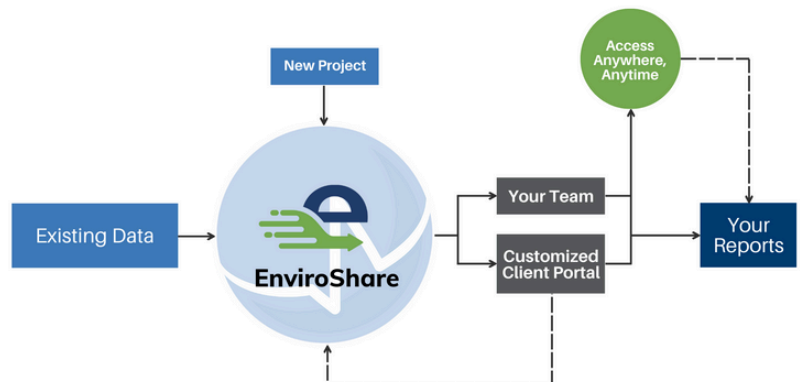 Access
Anywhere,
Anytime
New Project
Existing Data
EnviroShare
Your Team
Customized
Client Portal
Your
Reports